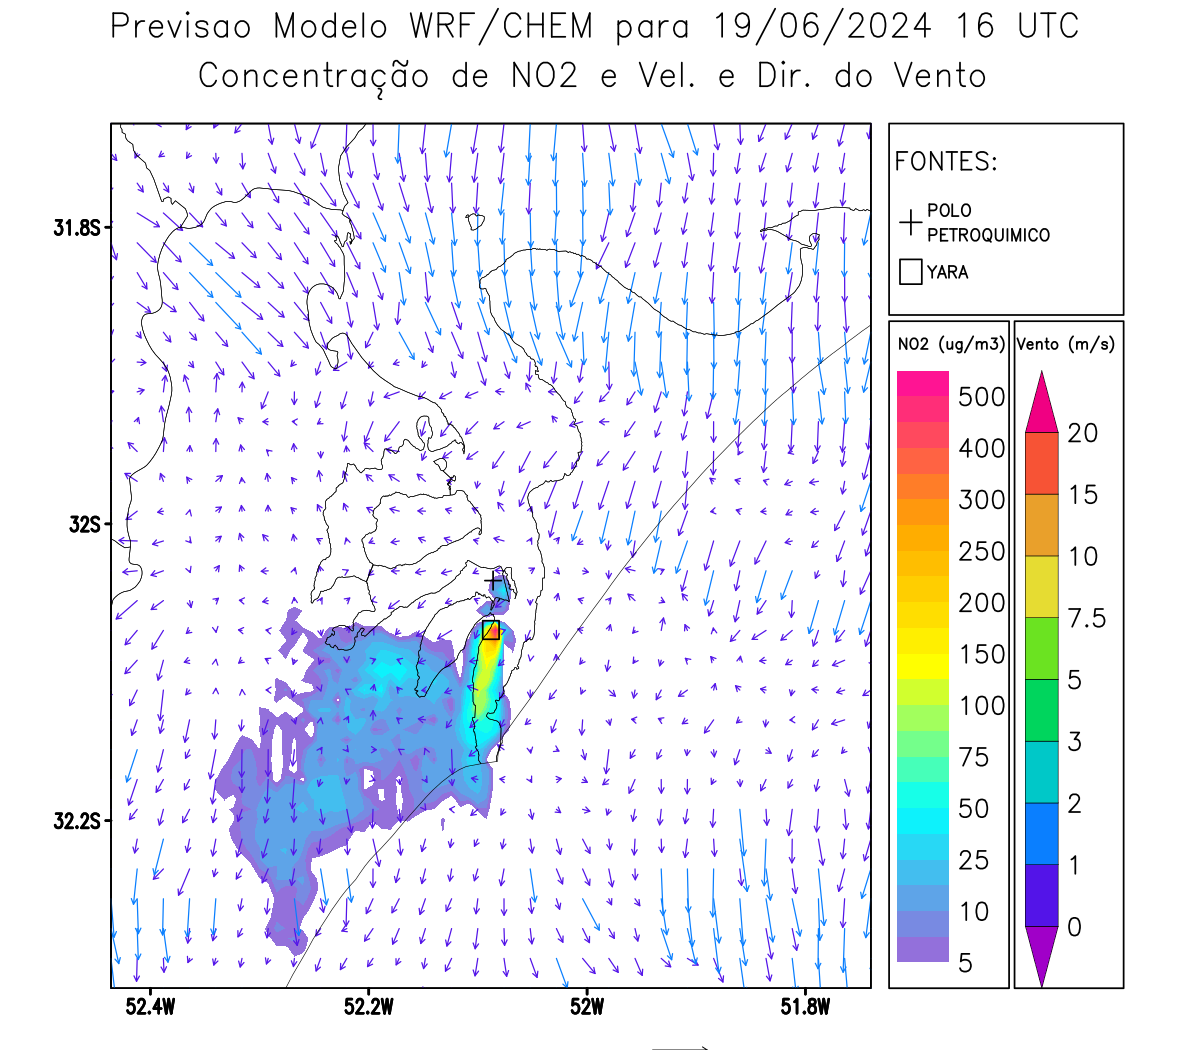 Previsao Modelo WRF/CHEM para 19/06/2024 16 UTC
Concentração de NO2 e Vel. e Dir. do Vento
FONTES:
POLO
PETROQUIMICO
YARA
31.8S
32S
32.2S
52.4W
52.2W
52W
51.8W
NO2 (ug/m3)
500
400
300
250
200
150
100
75
50
25
10
5
Vento (m/s)
20
15
10
7.5
5
3
2
1
0